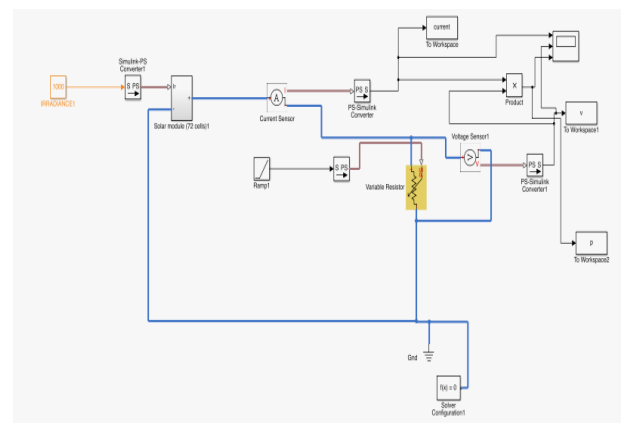 current
To Workspace
Simulink-PS
Converter1
1000
IRRADIANCE1
S PS
Ir
+
-
Solar module (72 cells)1
A
I
Current Sensor
PS S
PS-Simulink
Converter
X
Product
v
To Workspace1
Voltage Sensor1
V
V
PS S
PS-Simulink
Converter1
Ramp1
S PS
Variable Resistor
p
To Workspace2
Gnd
f(x) = 0
Solver
Configuration1